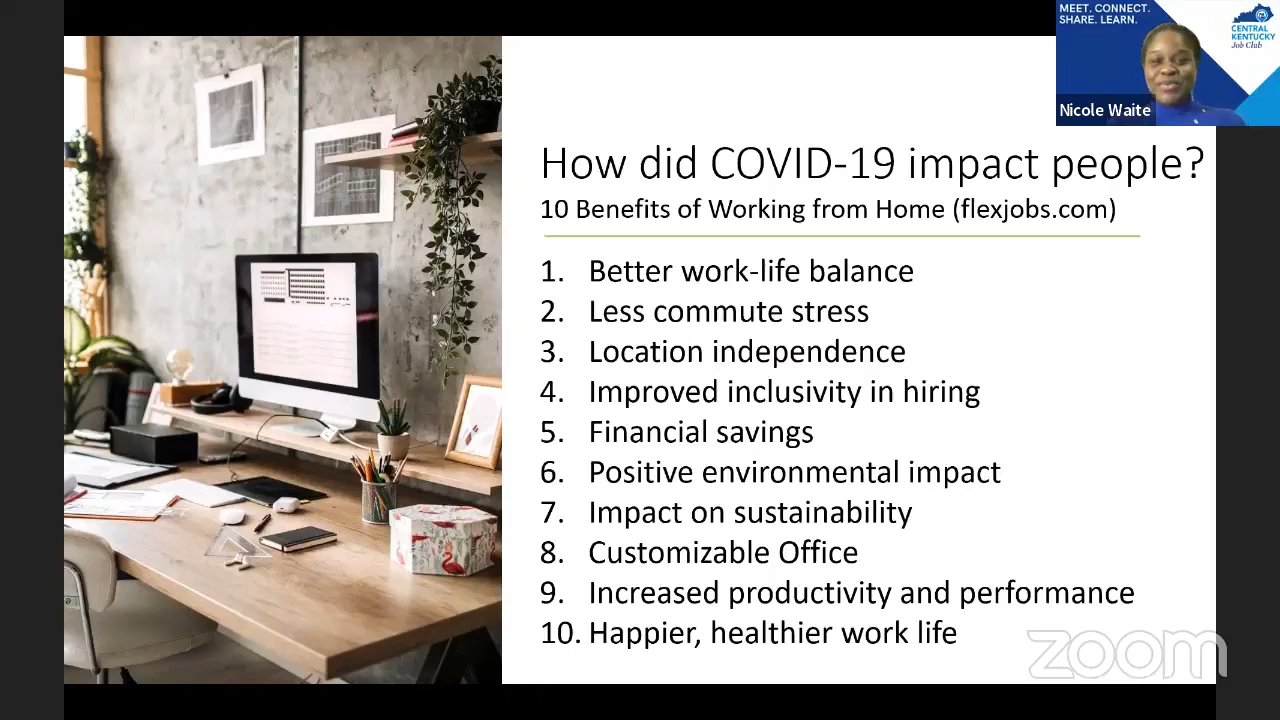 MEET. CONNECT.
SHARE. LEARN.
CENTRAL
KENTUCKY
Job Club
Nicole Waite
How did COVID-19 impact people?
10 Benefits of Working from Home (flexjobs.com)
1. Better work-life balance
2. Less commute stress
3. Location independence
4. Improved inclusivity in hiring
5. Financial savings
6. Positive environmental impact
7. Impact on sustainability
8. Customizable Office
9. Increased productivity and performance
10. Happier, healthier work life
zoom